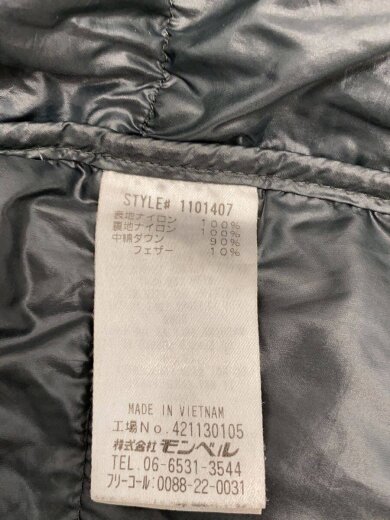 STYLE# 1101407
表地ナイロン 100%
裏地ナイロン 100%
中綿ダウン 90%
フェザー 10%
MADE IN VIETNAM
工場No.421130105
株式会社 モンベル
TEL.06-6531-3544
フリーコール:0088-22-0031